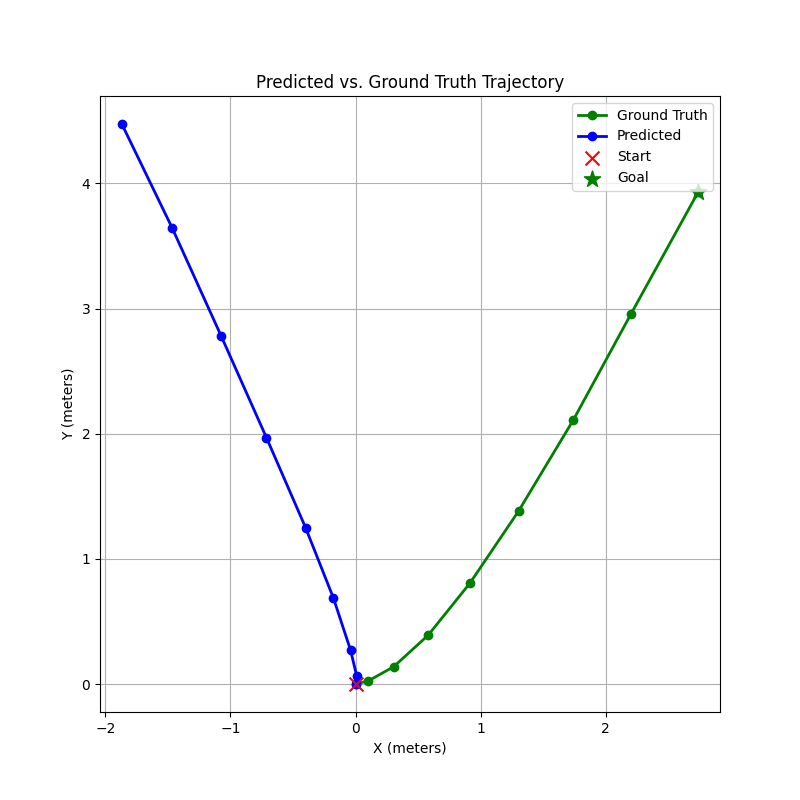 Predicted vs. Ground Truth Trajectory
Ground Truth
Predicted
Start
Goal
Y (meters)
4
3
2
1
0
−2
−1
0
1
2
X (meters)